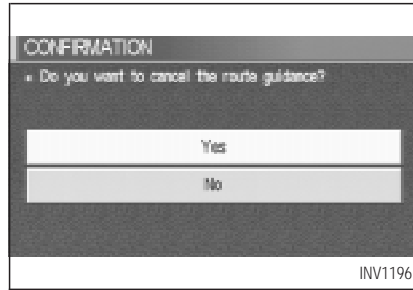 CONFIRMATION
Do you want to cancel the route guidance?
Yes
No
INV1196